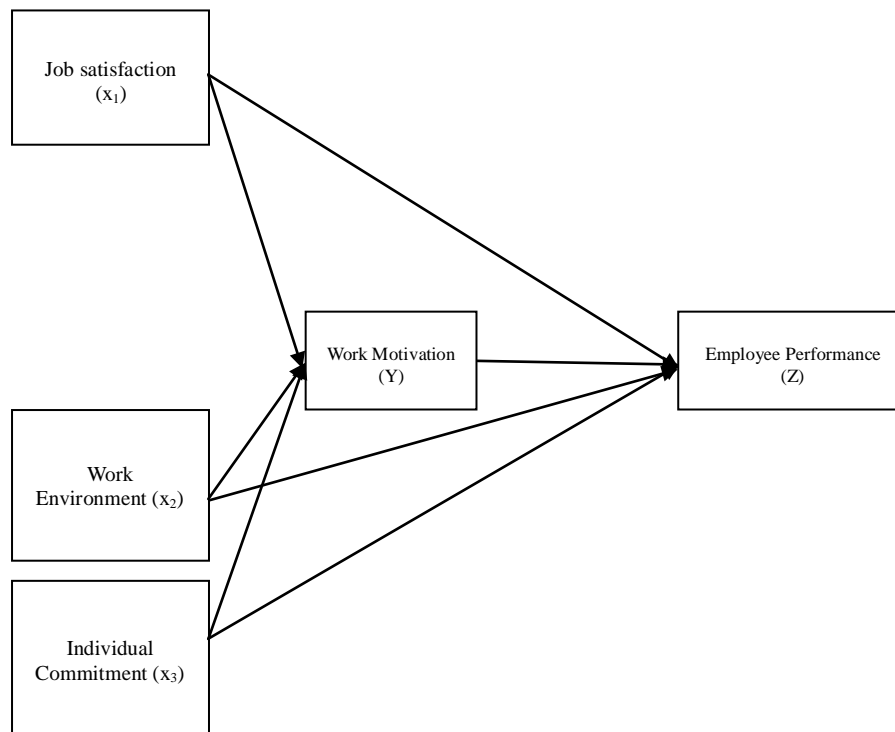 Job satisfaction
(x₁)
Work Motivation
(Y)
Employee Performance
(Z)
Work
Environment (x₂)
Individual
Commitment (x₃)